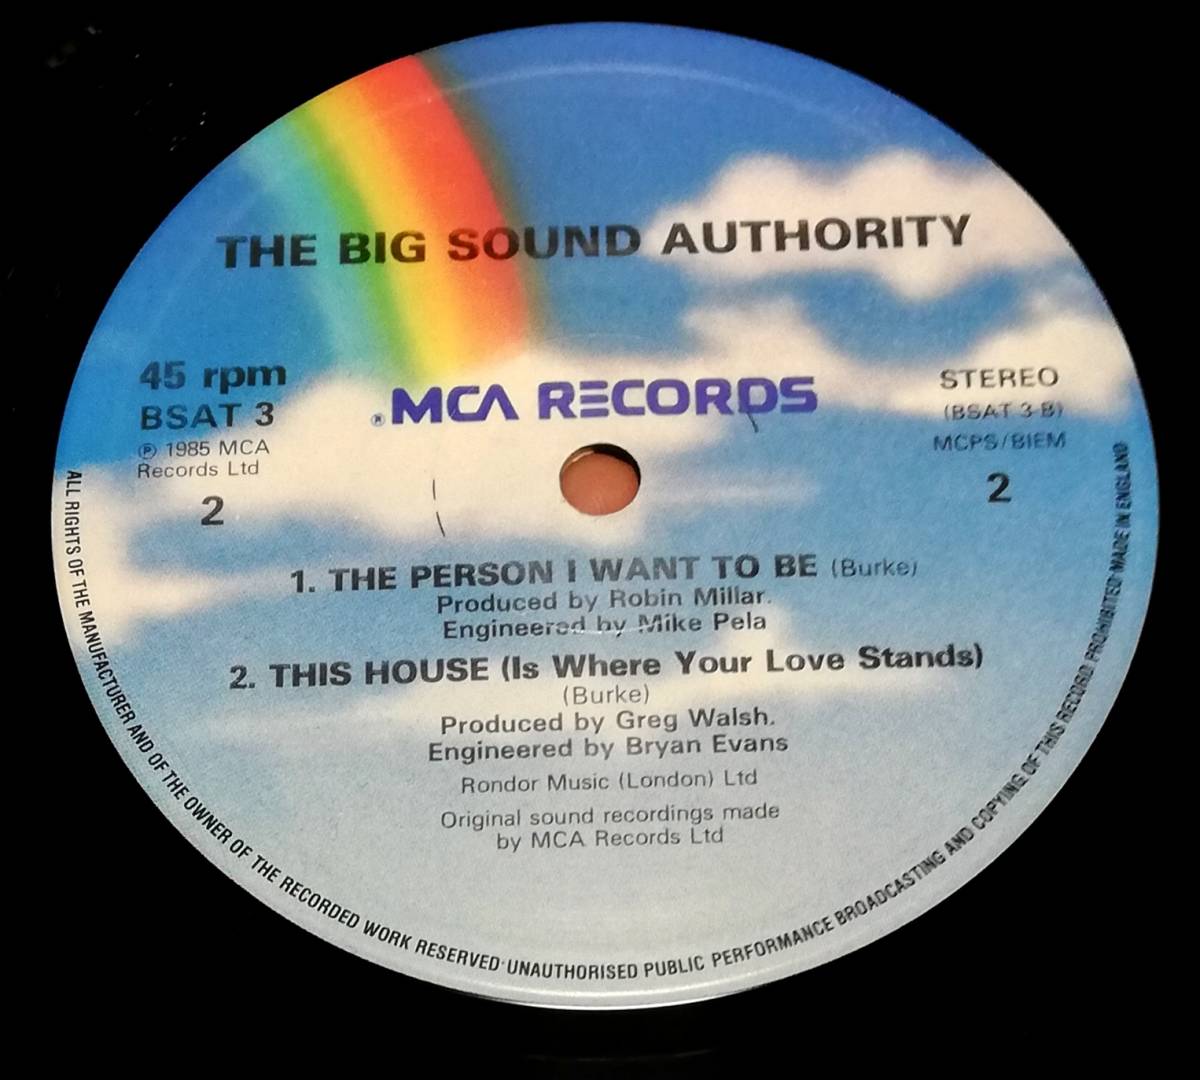 THE BIG SOUND AUTHORITY
45 rpm
BSAT 3
℗ 1985 MCA
Records Ltd
2
® MCA RECORDS
STEREO
(BSAT 3-B)
MCPS/BIEM
2
1. THE PERSON I WANT TO BE (Burke)
Produced by Robin Millar.
Engineered by Mike Pela
2. THIS HOUSE (Is Where Your Love Stands)
(Burke)
Produced by Greg Walsh.
Engineered by Bryan Evans
Rondor Music (London) Ltd
Original sound recordings made
by MCA Records Ltd
ALL RIGHTS OF THE MANUFACTURER AND OF THE OWNER OF THE RECORDED WORK RESERVED·UNAUTHORISED PUBLIC PERFORMANCE BROADCASTING AND COPYING OF THIS RECORD PROHIBITED·MADE IN ENGLAND